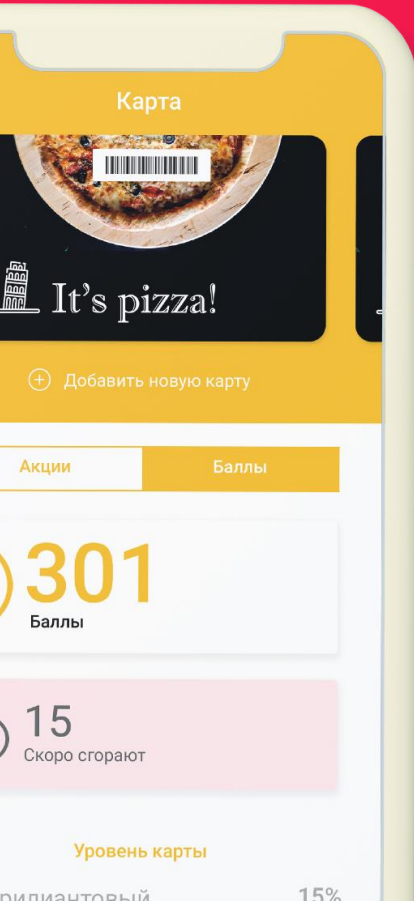 Карта
It's pizza!
Добавить новую карту
Акции Баллы
301
Баллы
15
Скоро сгорают
Уровень карты
15%